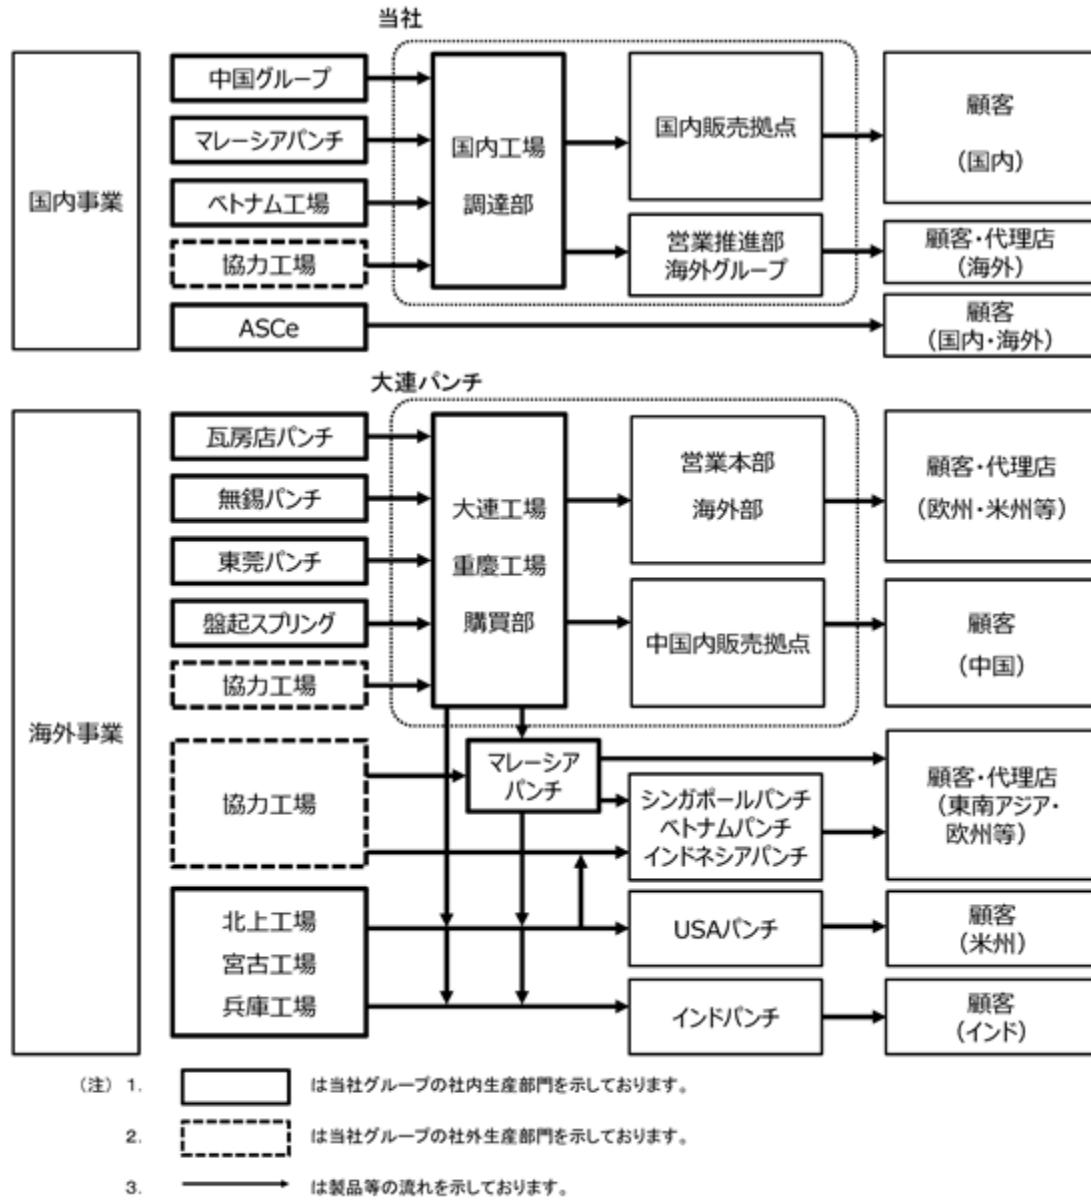 当社
国内事業
中国グループ
マレーシアパンチ
ベトナム工場
協力工場
ASCe
国内工場
調達部
国内販売拠点
営業推進部
海外グループ
顧客
（国内）
顧客・代理店
（海外）
顧客
（国内・海外）
大連パンチ
海外事業
瓦房店パンチ
無錫パンチ
東莞パンチ
盤起スプリング
協力工場
大連工場
重慶工場
購買部
営業本部
海外部
中国内販売拠点
顧客・代理店
（欧州・米州等）
顧客
（中国）
協力工場
マレーシア
パンチ
シンガポールパンチ
ベトナムパンチ
インドネシアパンチ
顧客・代理店
（東南アジア・
欧州等）
北上工場
宮古工場
兵庫工場
USAパンチ
顧客
（米州）
インドパンチ
顧客
（インド）
（注） 1. は当社グループの社内生産部門を示しております。
2. は当社グループの社外生産部門を示しております。
3. は製品等の流れを示しております。